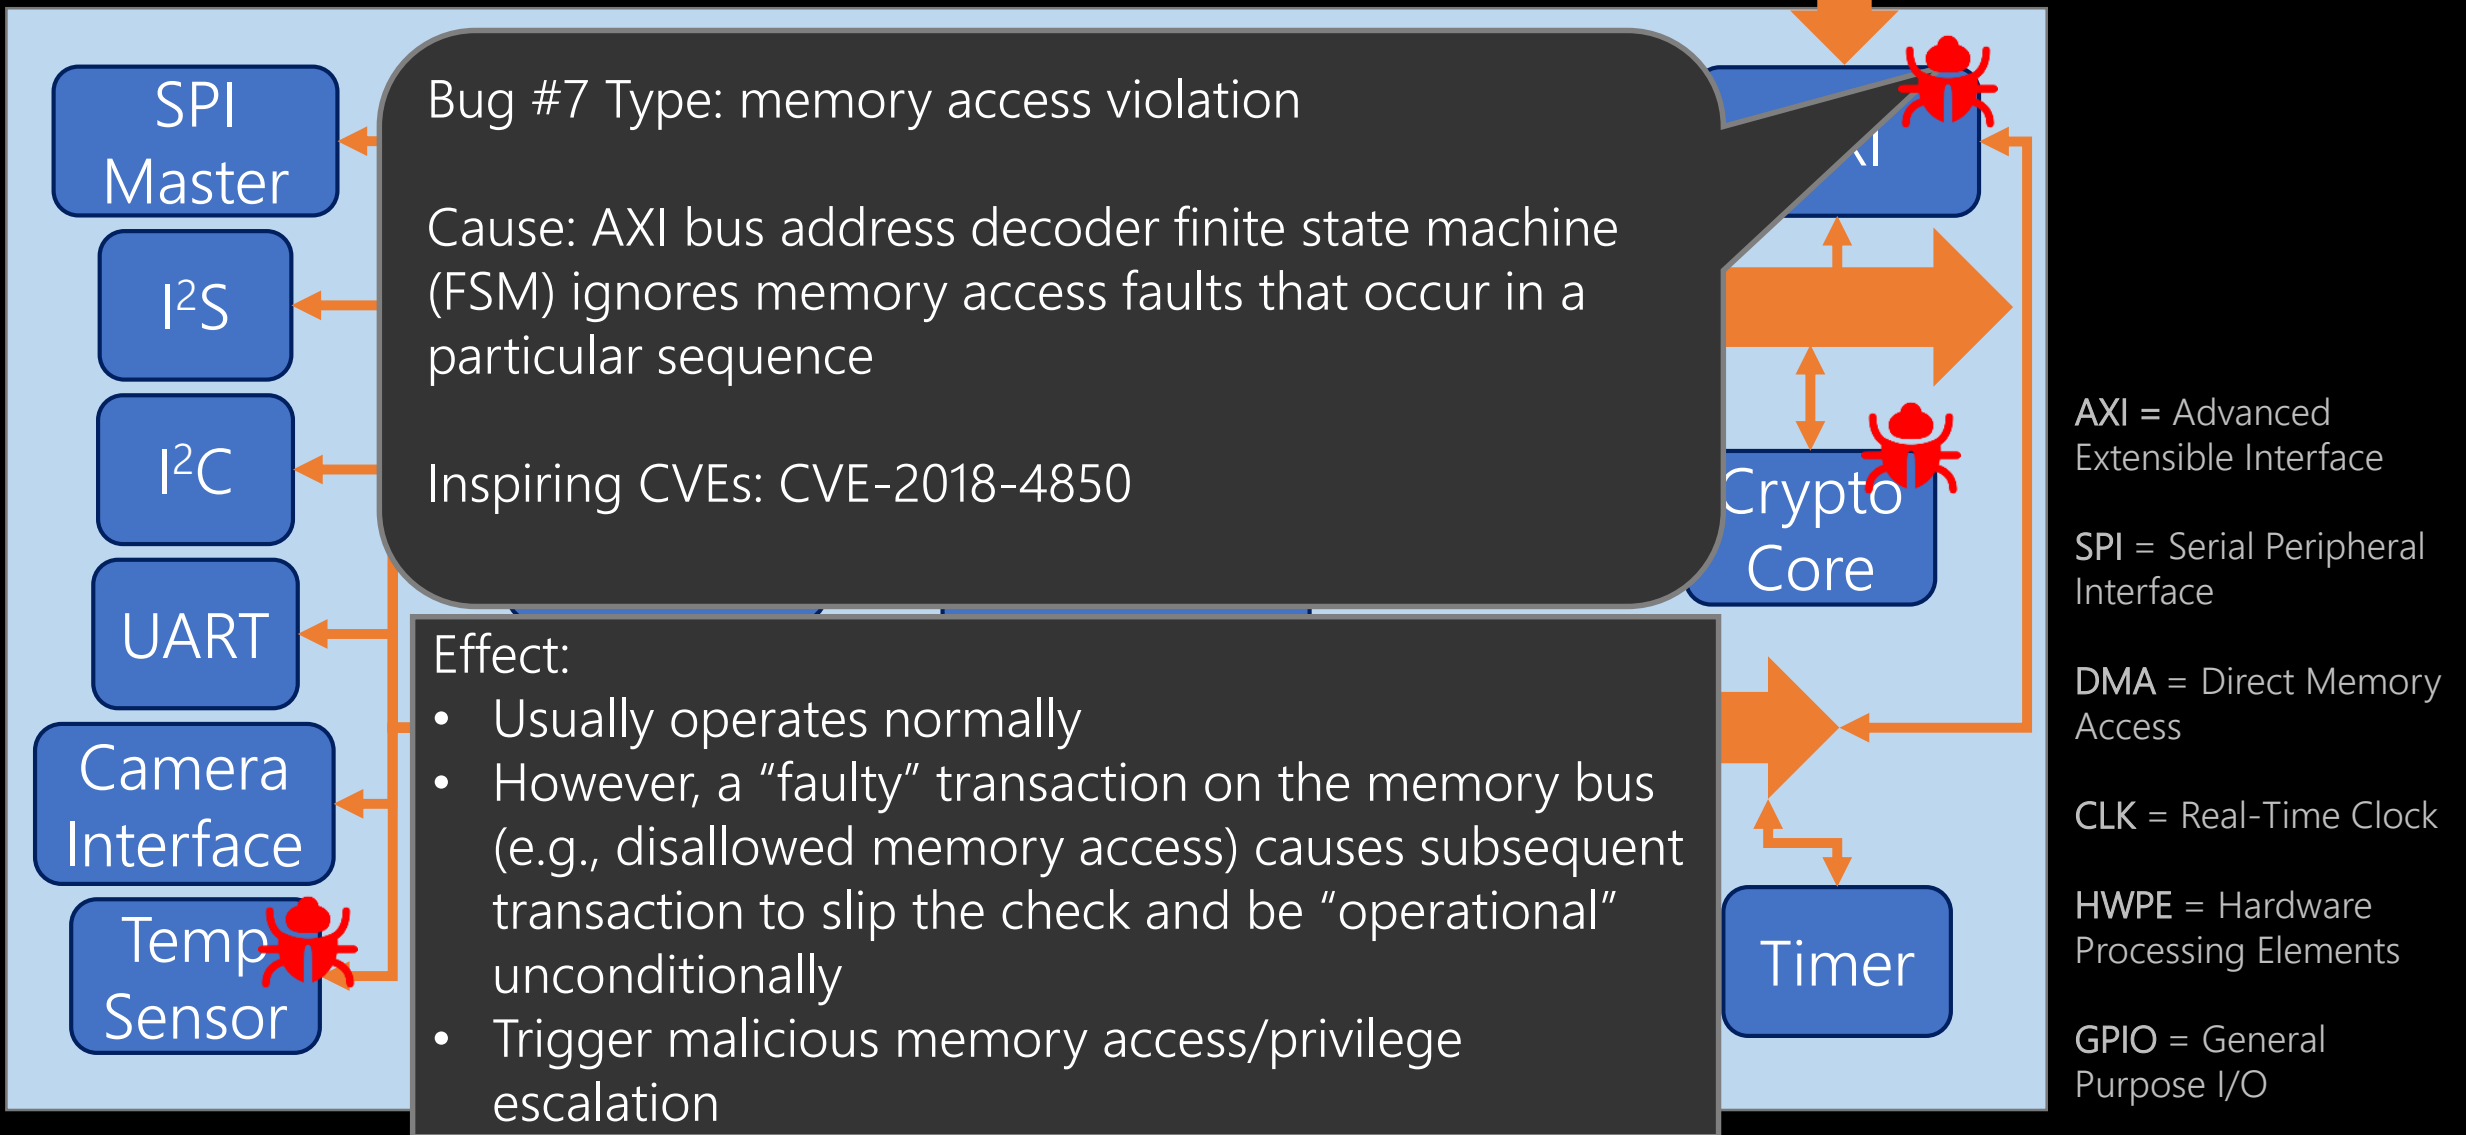 SPI
Master
I²S
I²C
UART
Camera
Interface
Temp
Sensor
Bug #7 Type: memory access violation
Cause: AXI bus address decoder finite state machine
(FSM) ignores memory access faults that occur in a
particular sequence
Inspiring CVEs: CVE-2018-4850
Effect:
• Usually operates normally
• However, a “faulty” transaction on the memory bus
(e.g., disallowed memory access) causes subsequent
transaction to slip the check and be “operational”
unconditionally
• Trigger malicious memory access/privilege
escalation
Crypto
Core
Timer
AXI = Advanced
Extensible Interface
SPI = Serial Peripheral
Interface
DMA = Direct Memory
Access
CLK = Real-Time Clock
HWPE = Hardware
Processing Elements
GPIO = General
Purpose I/O